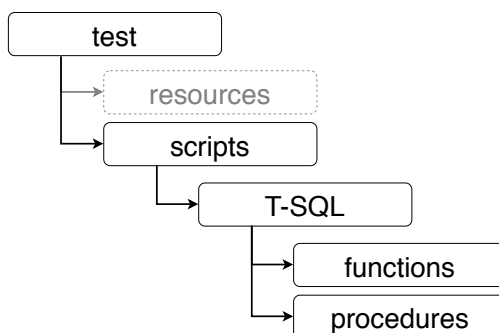 test
resources
scripts
T-SQL
functions
procedures